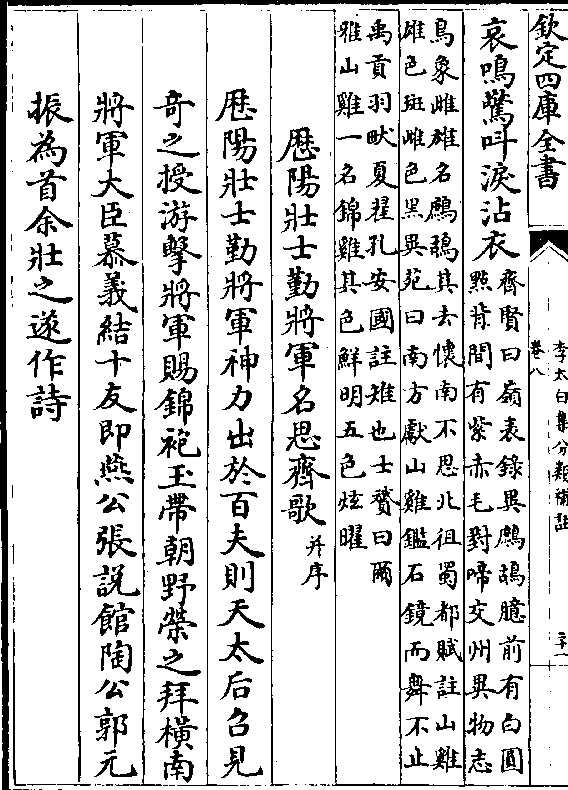 欽定四庫全書
李太白集分類補註
卷八
哀鳴驚叫淚沾衣
齊賢曰嶺表錄異鷓鴣臆前有白圓
㸃背間有紫赤毛對啼交州異物志
鳥象雌雄名鷓鴣其去懷南不思北徂蜀都賦註山雞
雄色斑雌色黒異苑曰南方獻山雞鑑石鏡而舞不止
禹貢羽畎夏翟孔安國註雉也士贇曰爾
雅山雞一名錦雞其色鮮明五色炫曜
歴陽壯士勤將軍名思齊歌并序
歴陽壯士勤將軍神力出於百夫則天太后召見
奇之授游擊將軍賜錦袍玉帶朝野榮之拜橫南
將軍大臣慕義結十友即燕公張説館陶公郭元
振為首余壯之遂作詩